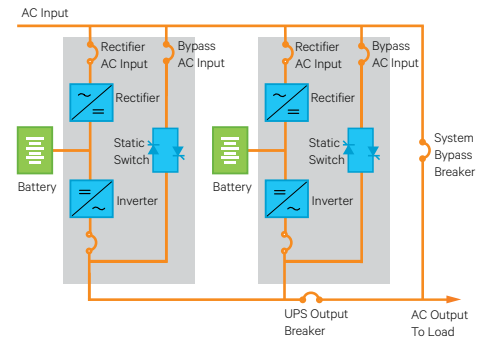 AC Input
Rectifier
AC Input
Bypass
AC Input
Rectifier
AC Input
Bypass
AC Input
Rectifier
Rectifier
Static
Switch
Static
Switch
System
Bypass
Breaker
Battery
Inverter
Battery
Inverter
UPS Output
Breaker
AC Output
To Load